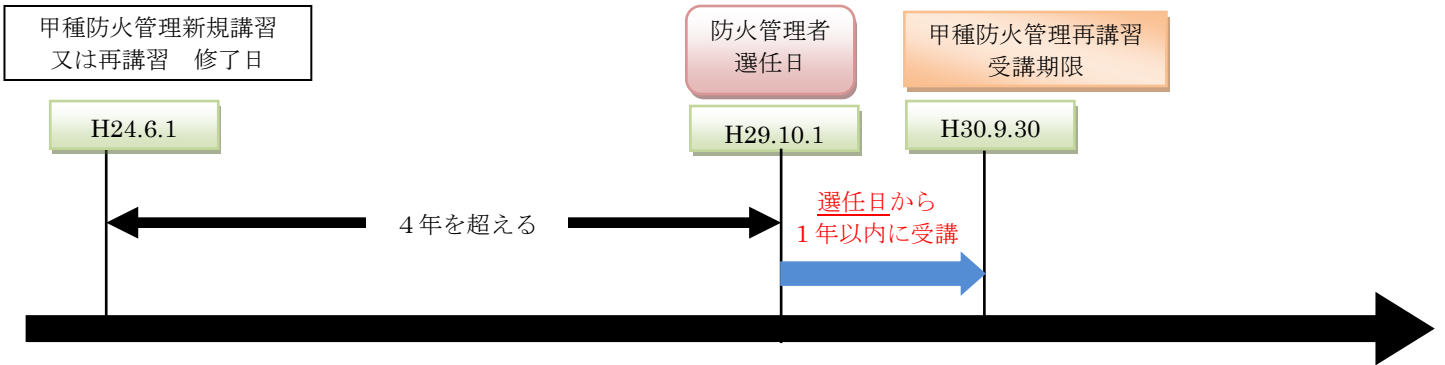 甲種防火管理新規講習
又は再講習　修了日
防火管理者
選任日
甲種防火管理再講習
受講期限
H24.6.1
H29.10.1
H30.9.30
４年を超える
選任日から
１年以内に受講